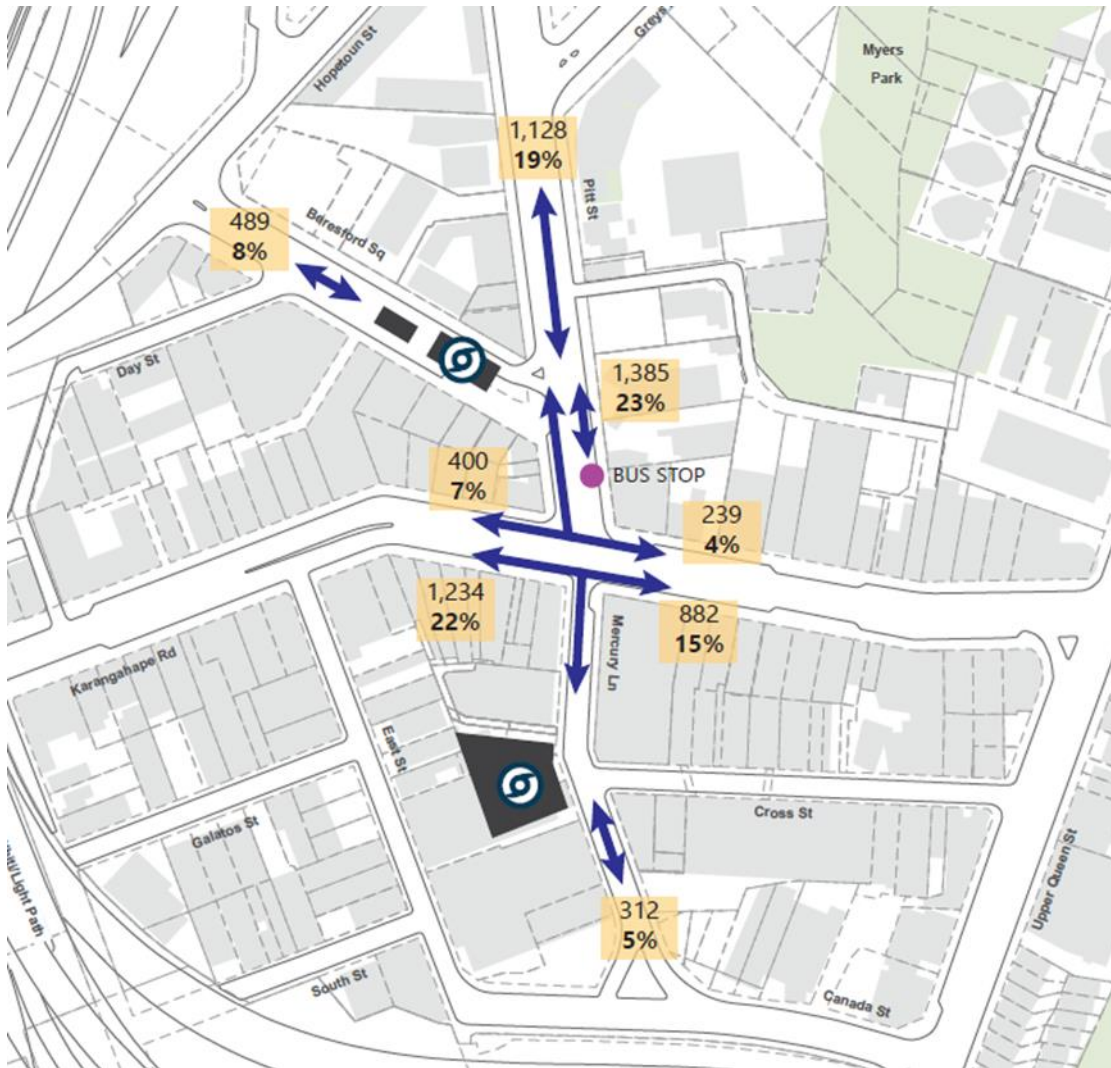 Hopetoun St
Greys
Myers
Park
1,128
19%
Pitt St
489
8%
Beresford Sq
Day St
1,385
23%
400
7%
BUS STOP
239
4%
1,234
22%
882
15%
Mercury Ln
Karangahape Rd
East St
Cross St
Galatos St
Upper Queen St
312
5%
South St
Canada St
/Light Path